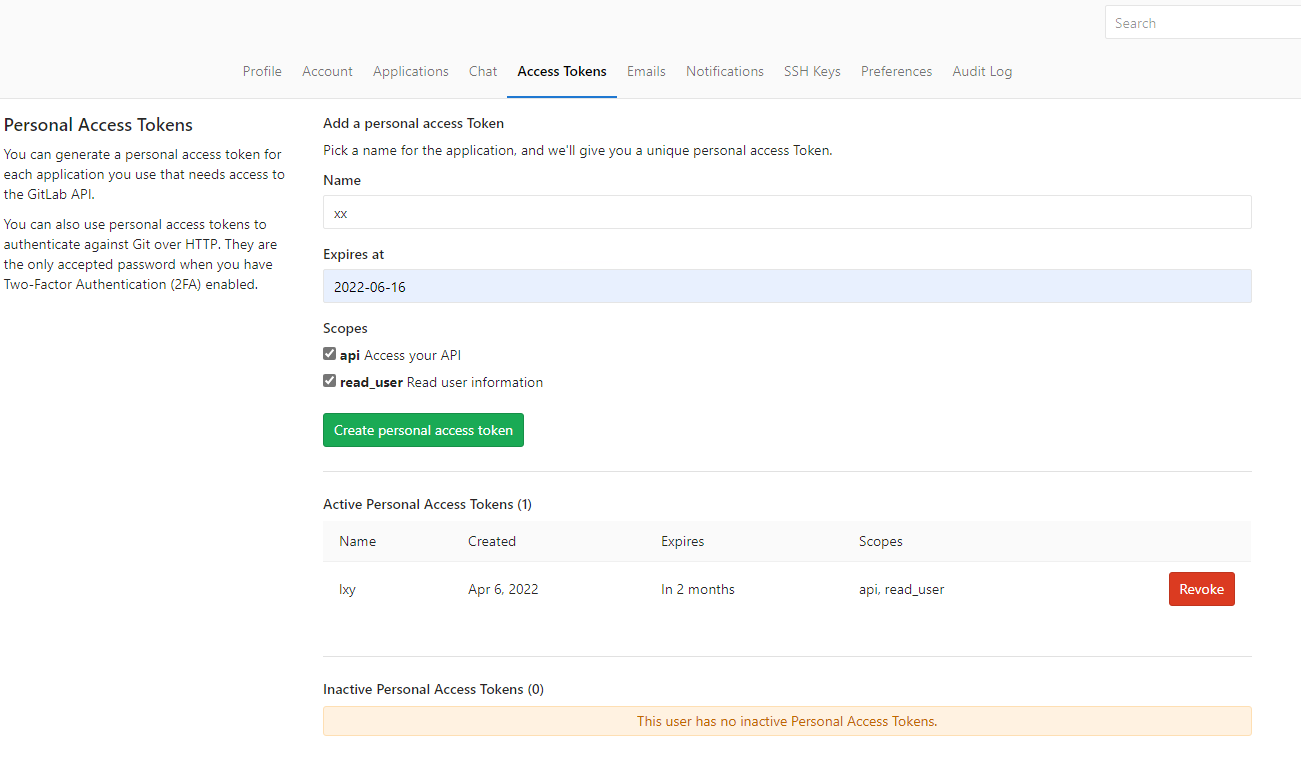 Search
Profile Account Applications Chat Access Tokens Emails Notifications SSH Keys Preferences Audit Log
Personal Access Tokens
You can generate a personal access token for
each application you use that needs access to
the GitLab API.
You can also use personal access tokens to
authenticate against Git over HTTP. They are
the only accepted password when you have
Two-Factor Authentication (2FA) enabled.
Add a personal access Token
Pick a name for the application, and we'll give you a unique personal access Token.
Name
xx
Expires at
2022-06-16
Scopes
api Access your API
read_user Read user information
Create personal access token
Active Personal Access Tokens (1)
Name Created Expires Scopes
lxy Apr 6, 2022 In 2 months api, read_user Revoke
Inactive Personal Access Tokens (0)
This user has no inactive Personal Access Tokens.